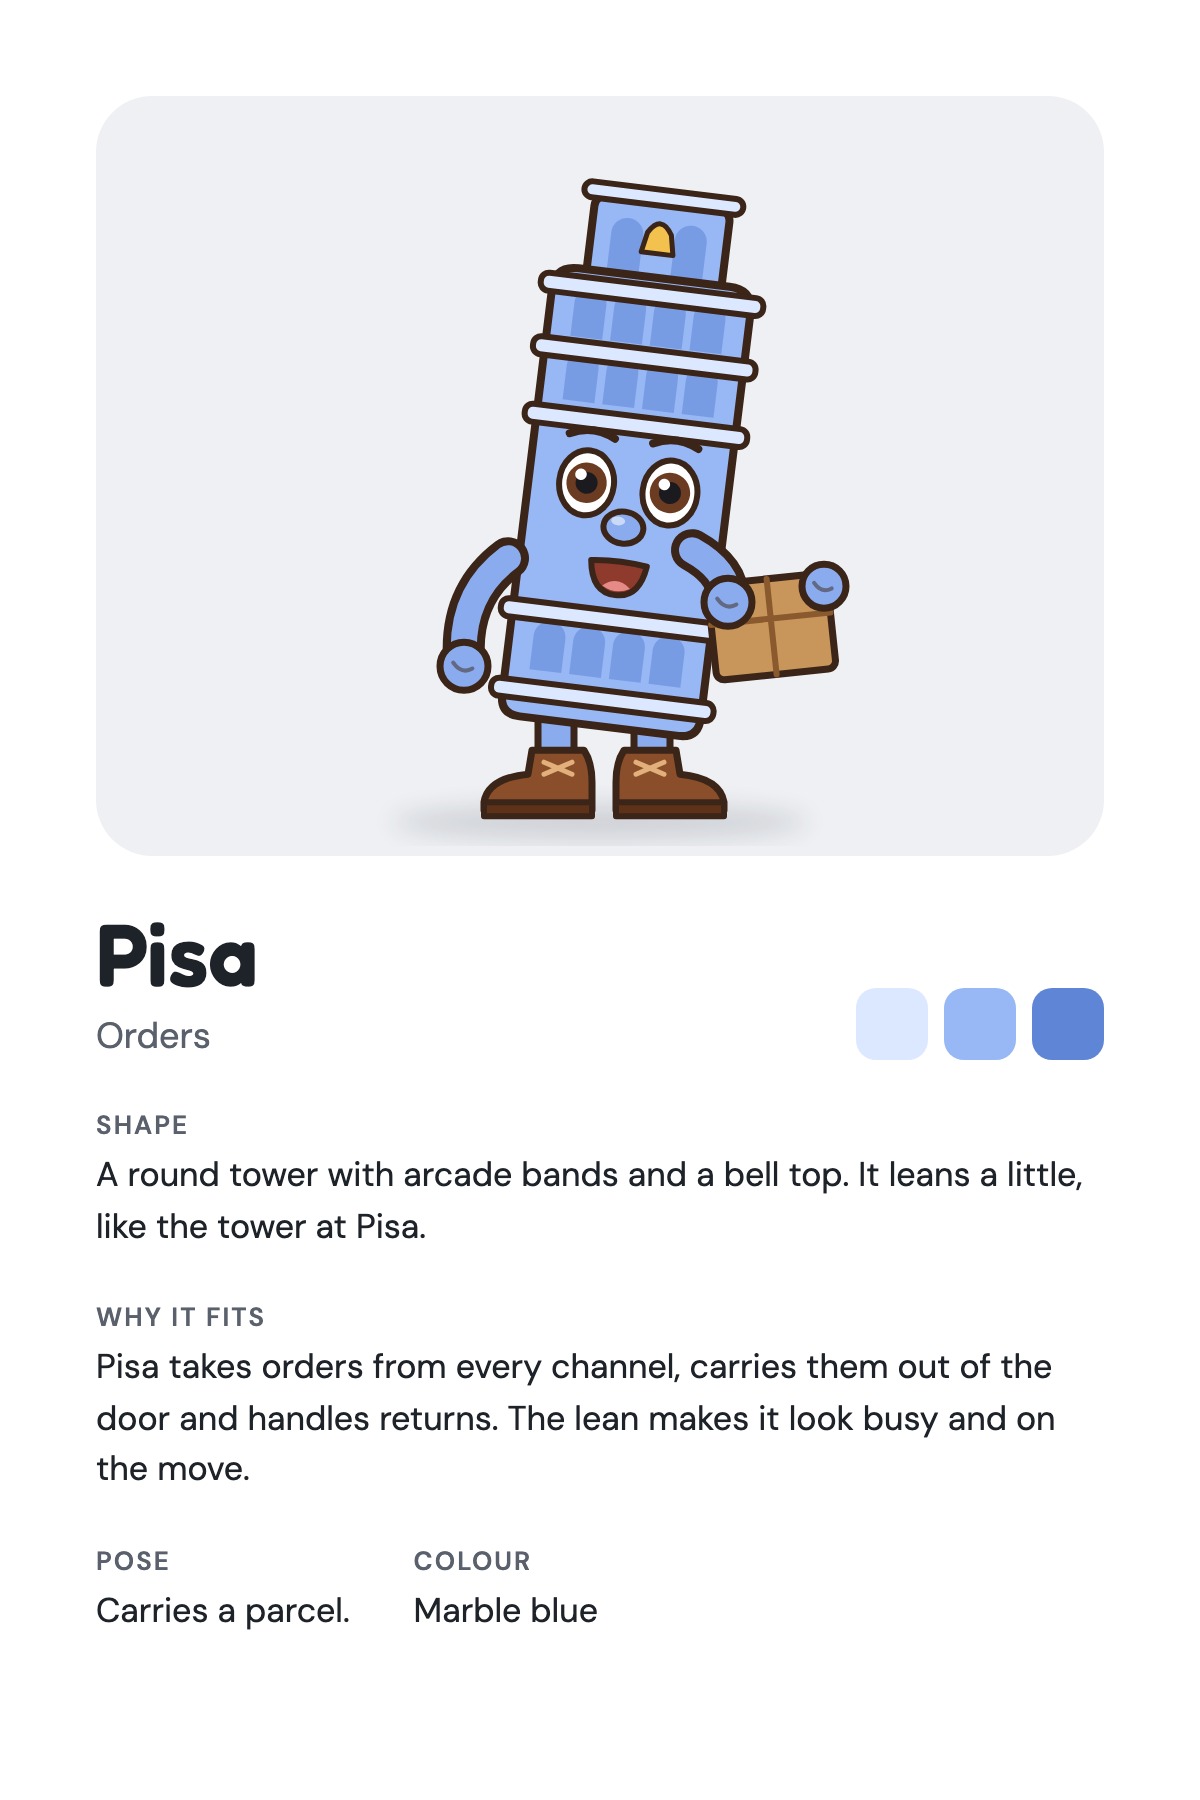 Pisa
Orders
SHAPE
A round tower with arcade bands and a bell top. It leans a little,
like the tower at Pisa.
WHY IT FITS
Pisa takes orders from every channel, carries them out of the
door and handles returns. The lean makes it look busy and on
the move.
POSE
Carries a parcel.
COLOUR
Marble blue